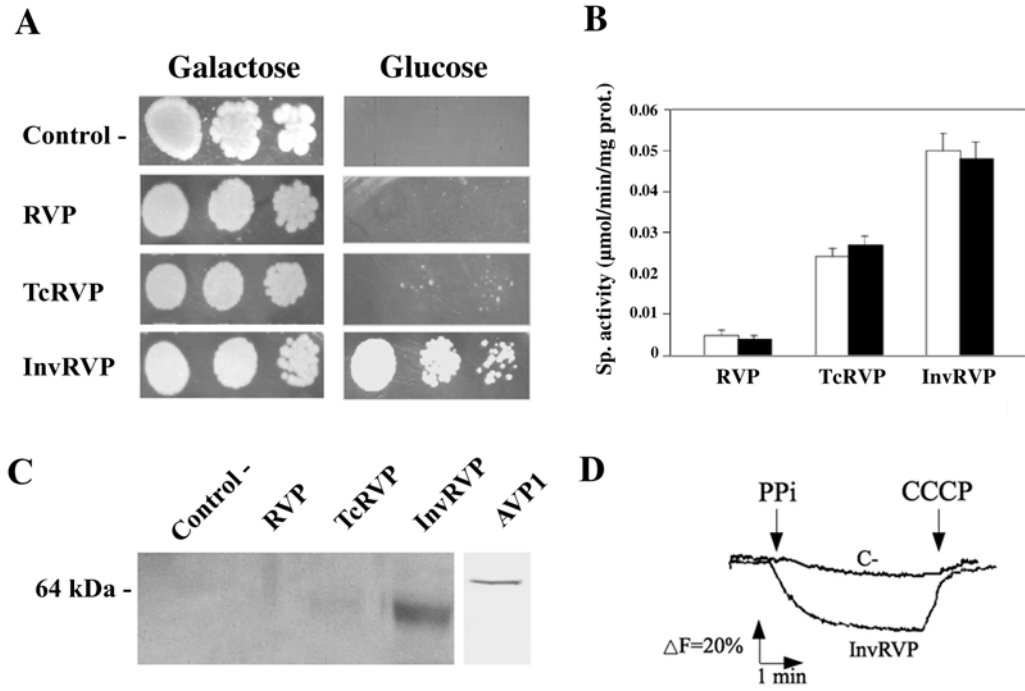 A
Galactose Glucose
Control -
RVP
TcRVP
InvRVP
B
Sp. activity (μmol/min/mg prot.)
0.06
0.05
0.04
0.03
0.02
0.01
0
RVP TcRVP InvRVP
C
Control - RVP TcRVP InvRVP AVP1
64 kDa -
D
PPi CCCP
C-
InvRVP
△F=20%
1 min